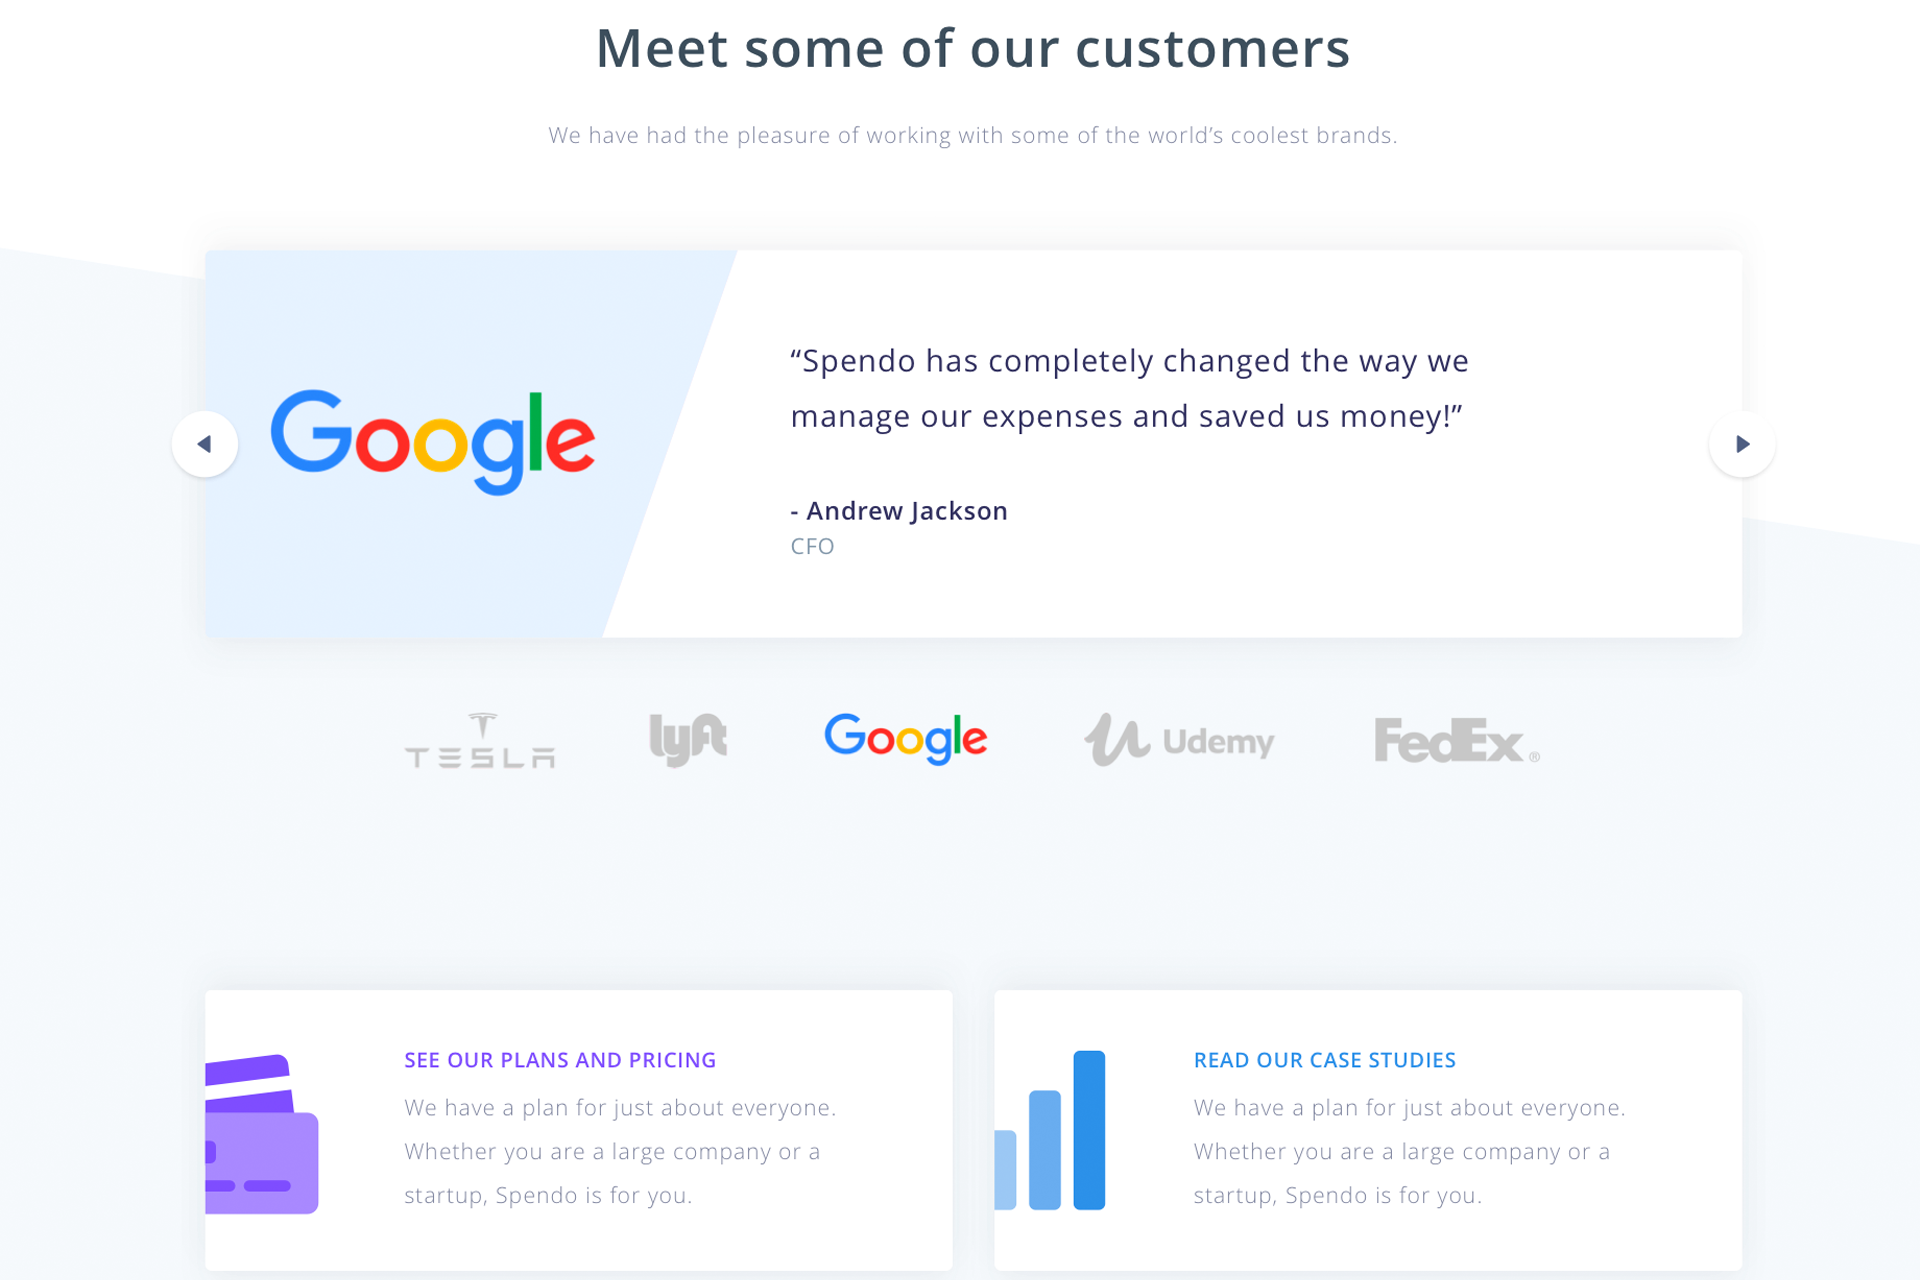 Meet some of our customers
We have had the pleasure of working with some of the world’s coolest brands.
Google
“Spendo has completely changed the way we
manage our expenses and saved us money!”
- Andrew Jackson
CFO
TESLA lyft Google Udemy FedEx ®
SEE OUR PLANS AND PRICING
We have a plan for just about everyone.
Whether you are a large company or a
startup, Spendo is for you.
READ OUR CASE STUDIES
We have a plan for just about everyone.
Whether you are a large company or a
startup, Spendo is for you.